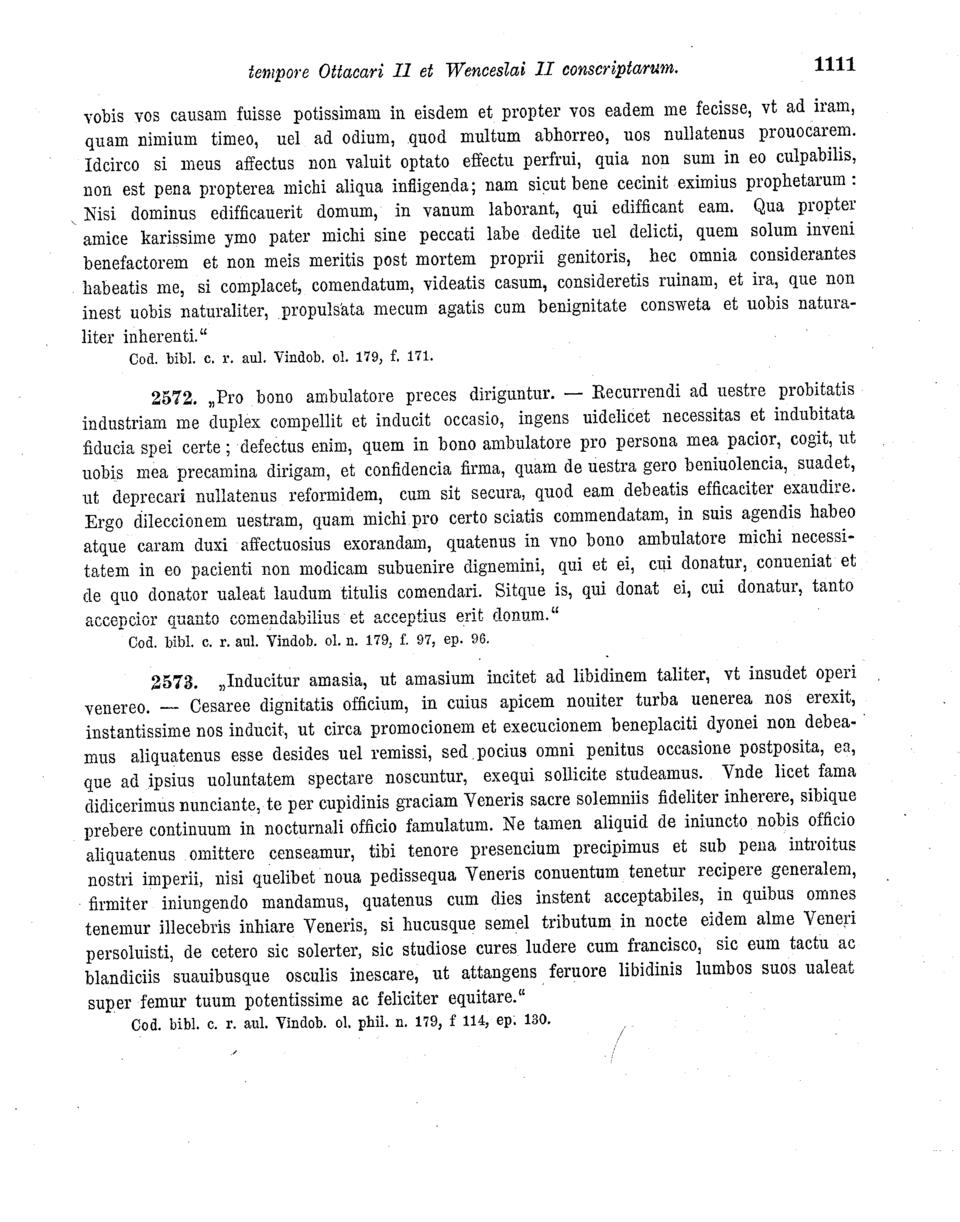 tempore Ottacari II et Wenceslai II conscriptarum. 1111
vobis vos causam fuisse potissimam in eisdem et propter vos eadem me fecisse, vt ad iram,
quam nimium timeo, uel ad odium, quod multum abhorreo, uos nullatenus prouocarem.
Idcirco si meus affectus non valuit optato effectu perfrui, quia non sum in eo culpabilis,
non est pena propterea michi aliqua infligenda; nam sicut bene cecinit eximius prophetarum:
Nisi dominus edifficauerit domum, in vanum laborant, qui edifficant eam. Qua propter
amice karissime ymo pater michi sine peccati labe dedite uel delicti, quem solum inveni
benefactorem et non meis meritis post mortem proprii genitoris, hec omnia considerantes
habeatis me, si complacet, comendatum, videatis casum, consideretis ruinam, et ira, que non
inest uobis naturaliter, propulsata mecum agatis cum benignitate consweta et uobis natura-
liter inherenti.“
Cod. bibl. c. r. aul. Vindob. ol. 179, f. 171.
2572. „Pro bono ambulatore preces diriguntur. — Recurrendi ad uestre probitatis
industriam me duplex compellit et inducit occasio, ingens uidelicet necessitas et indubitata
fiducia spei certe; defectus enim, quem in bono ambulatore pro persona mea pacior, cogit, ut
uobis mea precamina dirigam, et confidencia firma, quam de uestra gero beniuolencia, suadet,
ut deprecari nullatenus reformidem, cum sit secura, quod eam debeatis efficaciter exaudire.
Ergo dileccionem uestram, quam michi pro certo sciatis commendatam, in suis agendis habeo
atque caram duxi affectuosius exorandam, quatenus in vno bono ambulatore michi necessi-
tatem in eo pacienti non modicam subuenire dignemini, qui et ei, cui donatur, conueniat et
de quo donator ualeat laudum titulis comendari. Sitque is, qui donat ei, cui donatur, tanto
accepcior quanto comendabilius et acceptius erit donum.“
Cod. bibl. c. r. aul. Vindob. ol. n. 179, f. 97, ep. 96.
2573. „Inducitur amasia, ut amasium incitet ad libidinem taliter, vt insudet operi
venereo. — Cesaree dignitatis officium, in cuius apicem nouiter turba uenerea nos erexit,
instantissime nos inducit, ut circa promocionem et execucionem beneplaciti dyonei non debea-
mus aliquatenus esse desides uel remissi, sed pocius omni penitus occasione postposita, ea,
que ad ipsius uoluntatem spectare noscuntur, exequi sollicite studeamus. Vnde licet fama
didicerimus nunciante, te per cupidinis graciam Veneris sacre solemniis fideliter inherere, sibique
prebere continuum in nocturnali officio famulatum. Ne tamen aliquid de iniuncto nobis officio
aliquatenus omittere censeamur, tibi tenore presencium precipimus et sub pena introitus
nostri imperii, nisi quelibet noua pedissequa Veneris conuentum tenetur recipere generalem,
firmiter iniungendo mandamus, quatenus cum dies instent acceptabiles, in quibus omnes
tenemur illecebris inhiare Veneris, si hucusque semel tributum in nocte eidem alme Veneri
persoluisti, de cetero sic solerter, sic studiose cures ludere cum francisco, sic eum tactu ac
blandiciis suauibusque osculis inescare, ut attangens feruore libidinis lumbos suos ualeat
super femur tuum potentissime ac feliciter equitare.“
Cod. bibl. c. r. aul. Vindob. ol. phil. n. 179, f 114, ep. 130.